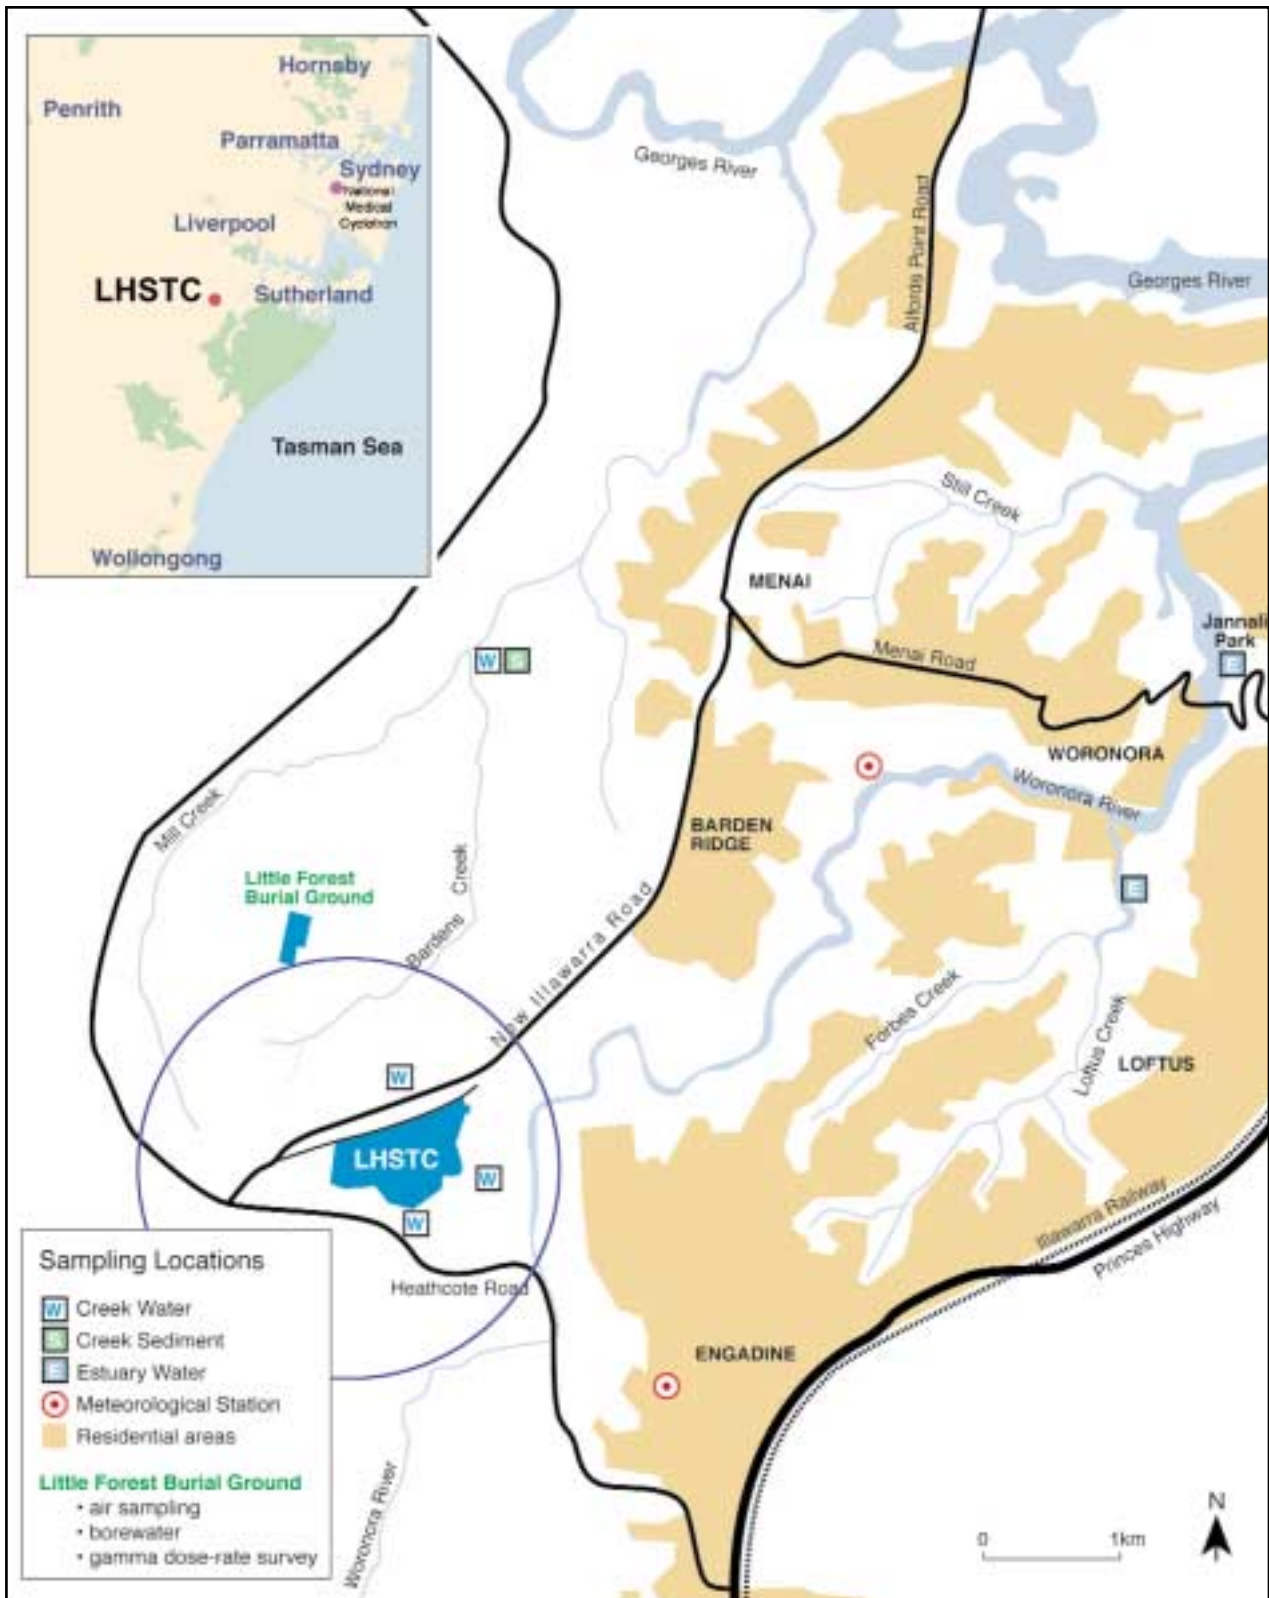 Hornsby
Penrith
Parramatta
Sydney
National
Medical
Cyclotron
Liverpool
LHSTC
Sutherland
Tasman Sea
Wollongong
Georges River
Alfords Point Road
Georges River
Still Creek
MENAI
Jannali
Park
W
S
Menai Road
E
WORONORA
Woronora River
Mill Creek
BARDEN
RIDGE
Little Forest
Burial Ground
Bardens Creek
E
New Illawarra Road
Forbes Creek
Loftus Creek
LOFTUS
W
LHSTC
W
W
Illawarra Railway
Princes Highway
Heathcote Road
ENGADINE
Woronora River
Sampling Locations
W Creek Water
S Creek Sediment
E Estuary Water
Meteorological Station
Residential areas
Little Forest Burial Ground
• air sampling
• borewater
• gamma dose-rate survey
N
0 1km